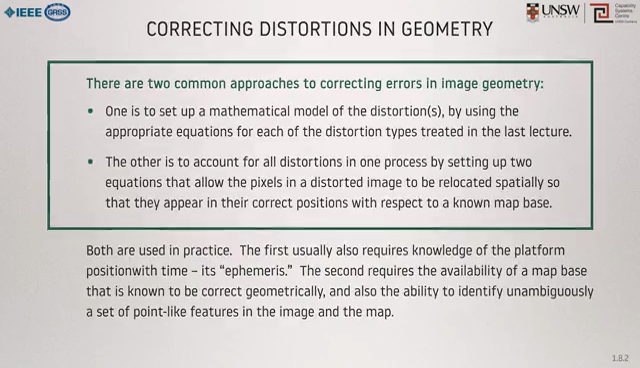 IEEE GRSS
UNSW
AUSTRALIA
Capability
Systems
Centre
CORRECTING DISTORTIONS IN GEOMETRY
There are two common approaches to correcting errors in image geometry:
• One is to set up a mathematical model of the distortion(s), by using the
appropriate equations for each of the distortion types treated in the last lecture.
• The other is to account for all distortions in one process by setting up two
equations that allow the pixels in a distorted image to be relocated spatially so
that they appear in their correct positions with respect to a known map base.
Both are used in practice. The first usually also requires knowledge of the platform
positionwith time – its “ephemeris.” The second requires the availability of a map base
that is known to be correct geometrically, and also the ability to identify unambiguously
a set of point-like features in the image and the map.
1.8.2